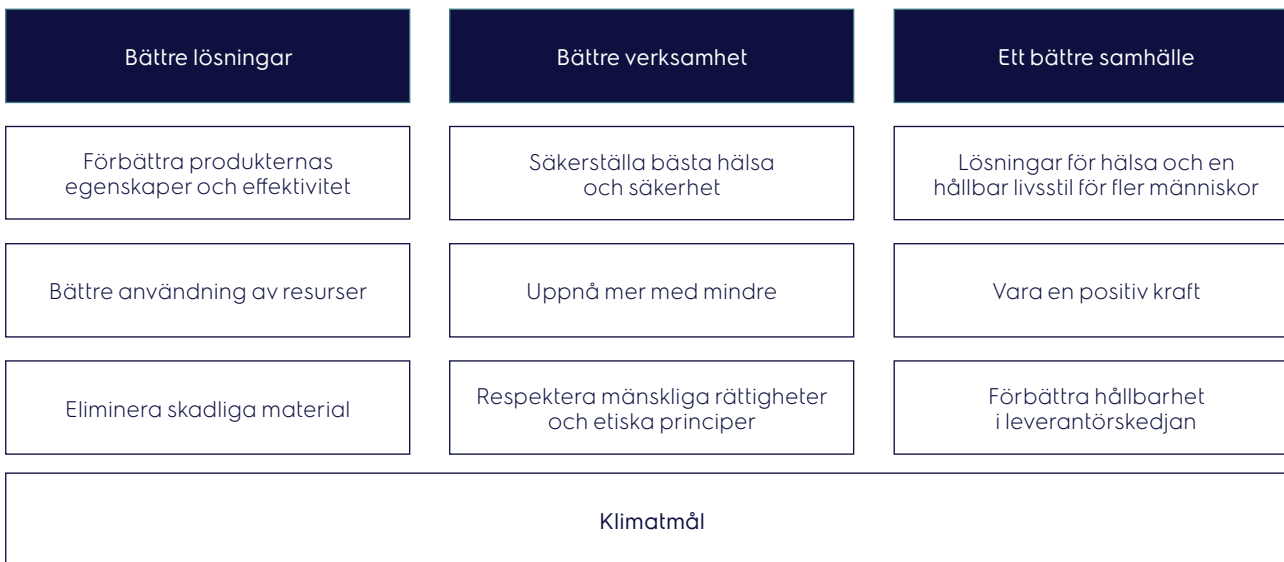 Bättre lösningar
Förbättra produkternas
egenskaper och effektivitet
Bättre användning av resurser
Eliminera skadliga material
Bättre verksamhet
Säkerställa bästa hälsa
och säkerhet
Uppnå mer med mindre
Respektera mänskliga rättigheter
och etiska principer
Ett bättre samhälle
Lösningar för hälsa och en
hållbar livsstil för fler människor
Vara en positiv kraft
Förbättra hållbarhet
i leverantörskedjan
Klimatmål